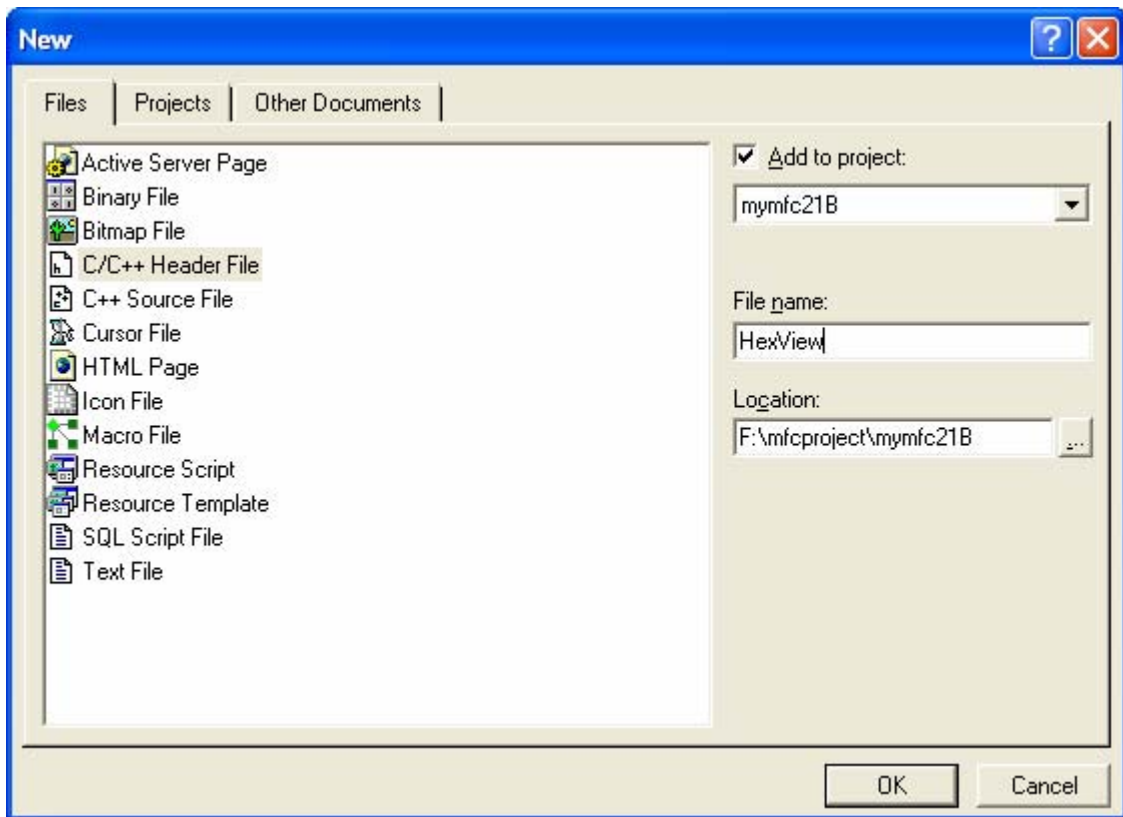 New
Files
Projects
Other Documents
Active Server Page
Binary File
Bitmap File
C/C++ Header File
C++ Source File
Cursor File
HTML Page
Icon File
Macro File
Resource Script
Resource Template
SQL Script File
Text File
Add to project:
mymfc21B
File name:
HexView
Location:
F:\mfcproject\mymfc21B
...
OK
Cancel